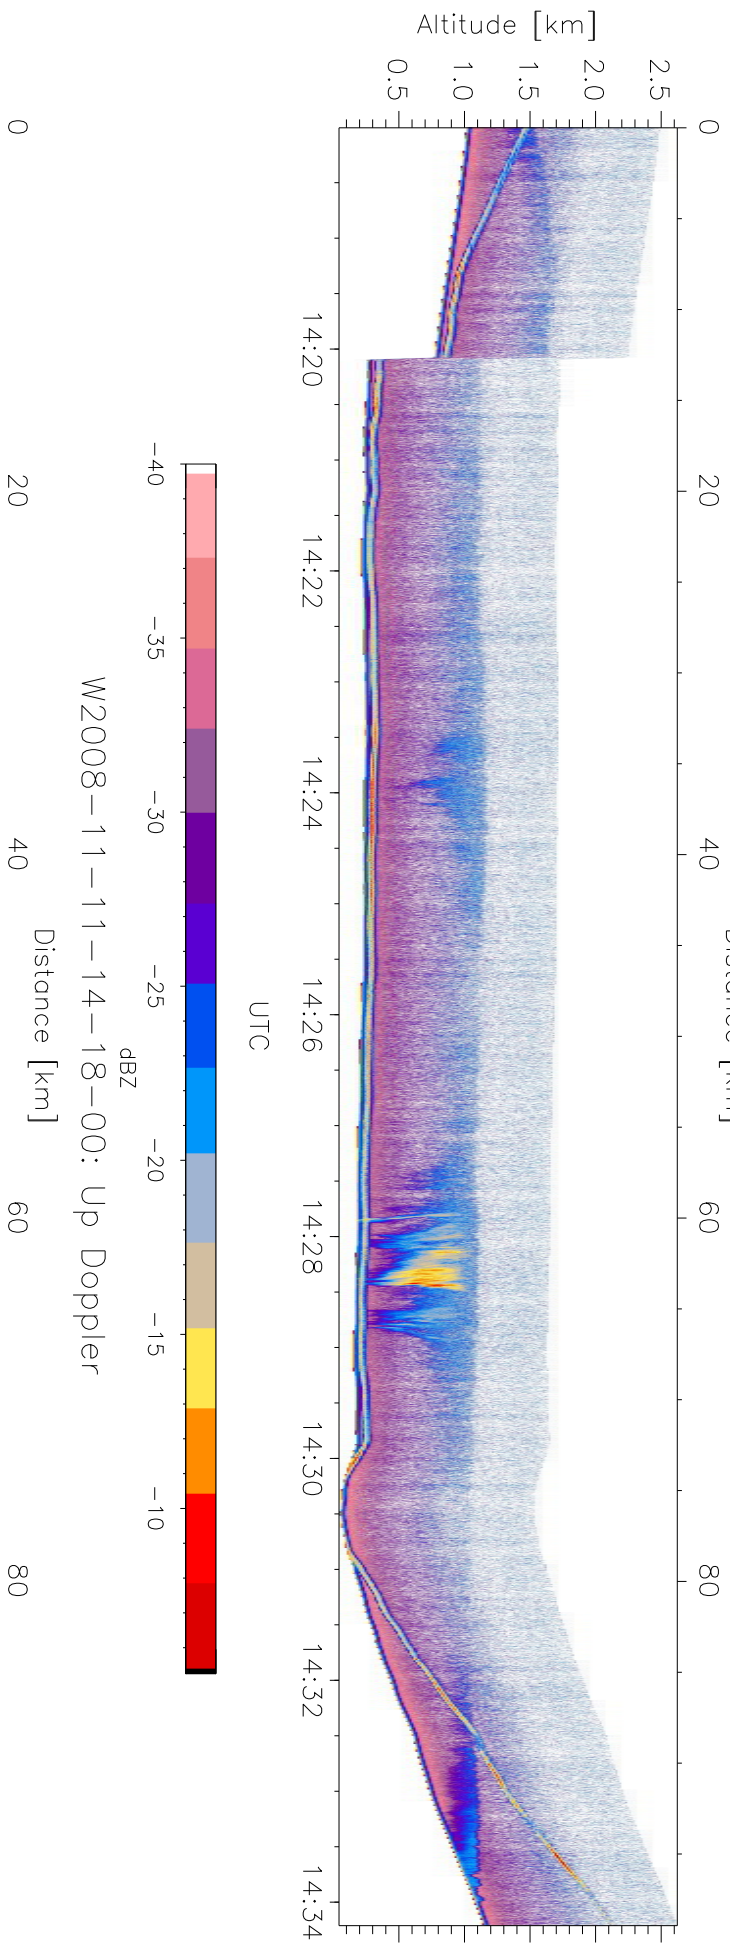 Distance [km]
0 20 40 60 80
Altitude [km]
2.5
2.0
1.5
1.0
0.5
14:20 14:22 14:24 14:26 14:28 14:30 14:32 14:34
UTC
-40 -35 -30 -25 -20 -15 -10
dBZ
W2008-11-11-14-18-00: Up Doppler
Distance [km]
0 20 40 60 80